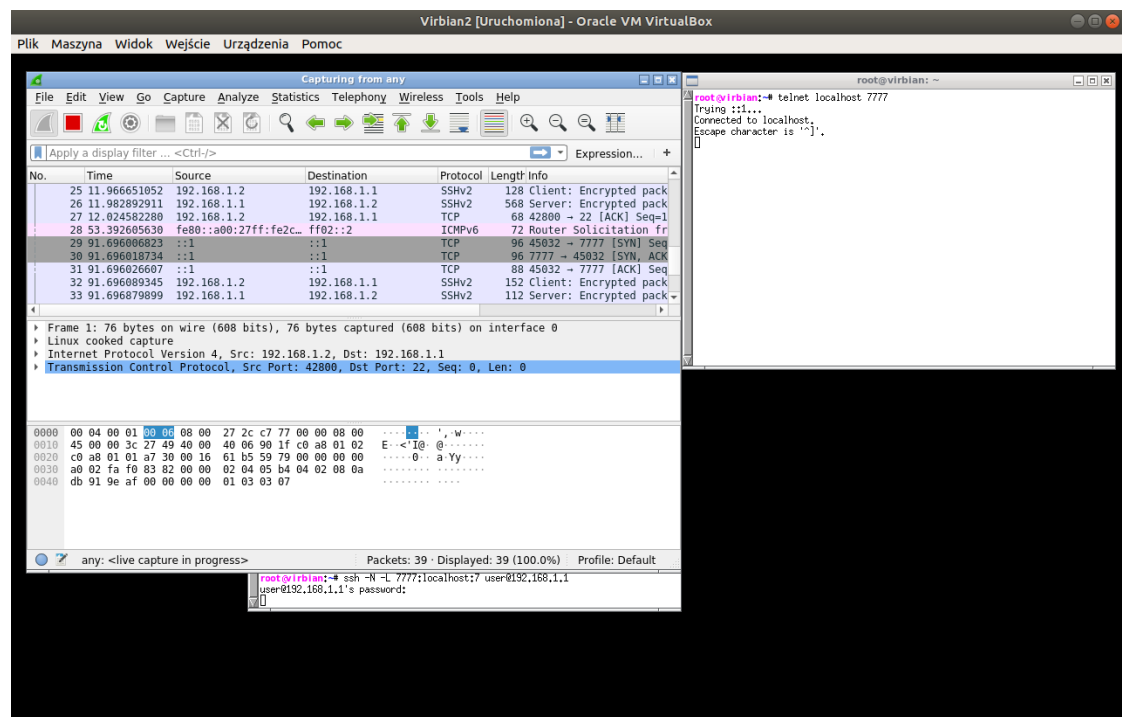 Virbian2 [Uruchomiona] - Oracle VM VirtualBox
Plik Maszyna Widok Wejście Urządzenia Pomoc
Capturing from any
File Edit View Go Capture Analyze Statistics Telephony Wireless Tools Help
Apply a display filter ... <Ctrl-/> Expression... +
No. Time Source Destination Protocol Length Info
25 11.966651052 192.168.1.2 192.168.1.1 SSHv2 128 Client: Encrypted pack
26 11.982892911 192.168.1.1 192.168.1.2 SSHv2 568 Server: Encrypted pack
27 12.024582280 192.168.1.2 192.168.1.1 TCP 68 42800 → 22 [ACK] Seq=1
28 53.392605630 fe80::a00:27ff:fe2c… ff02::2 ICMPv6 72 Router Solicitation fr
29 91.696006823 ::1 ::1 TCP 96 45032 → 7777 [SYN] Seq
30 91.696018734 ::1 ::1 TCP 96 7777 → 45032 [SYN, ACK
31 91.696026607 ::1 ::1 TCP 88 45032 → 7777 [ACK] Seq
32 91.696089345 192.168.1.2 192.168.1.1 SSHv2 152 Client: Encrypted pack
33 91.696879899 192.168.1.1 192.168.1.2 SSHv2 112 Server: Encrypted pack
Frame 1: 76 bytes on wire (608 bits), 76 bytes captured (608 bits) on interface 0
Linux cooked capture
Internet Protocol Version 4, Src: 192.168.1.2, Dst: 192.168.1.1
Transmission Control Protocol, Src Port: 42800, Dst Port: 22, Seq: 0, Len: 0
0000 00 04 00 01 00 06 08 00 27 2c c7 77 00 00 08 00 ········ ',·w····
0010 45 00 00 3c 27 49 40 00 40 06 90 1f c0 a8 01 02 E··<'I@· @·······
0020 c0 a8 01 01 a7 30 00 16 61 b5 59 79 00 00 00 00 ·····0·· a·Yy····
0030 a0 02 fa f0 83 82 00 00 02 04 05 b4 04 02 08 0a ········ ········
0040 db 91 9e af 00 00 00 00 01 03 03 07 ········ ····
any: <live capture in progress> Packets: 39 · Displayed: 39 (100.0%) Profile: Default
root@virbian: ~
root@virbian:~# telnet localhost 7777
Trying ::1...
Connected to localhost.
Escape character is '^]'.
root@virbian:~# ssh -N -L 7777:localhost:7 user@192.168.1.1
user@192.168.1.1's password: